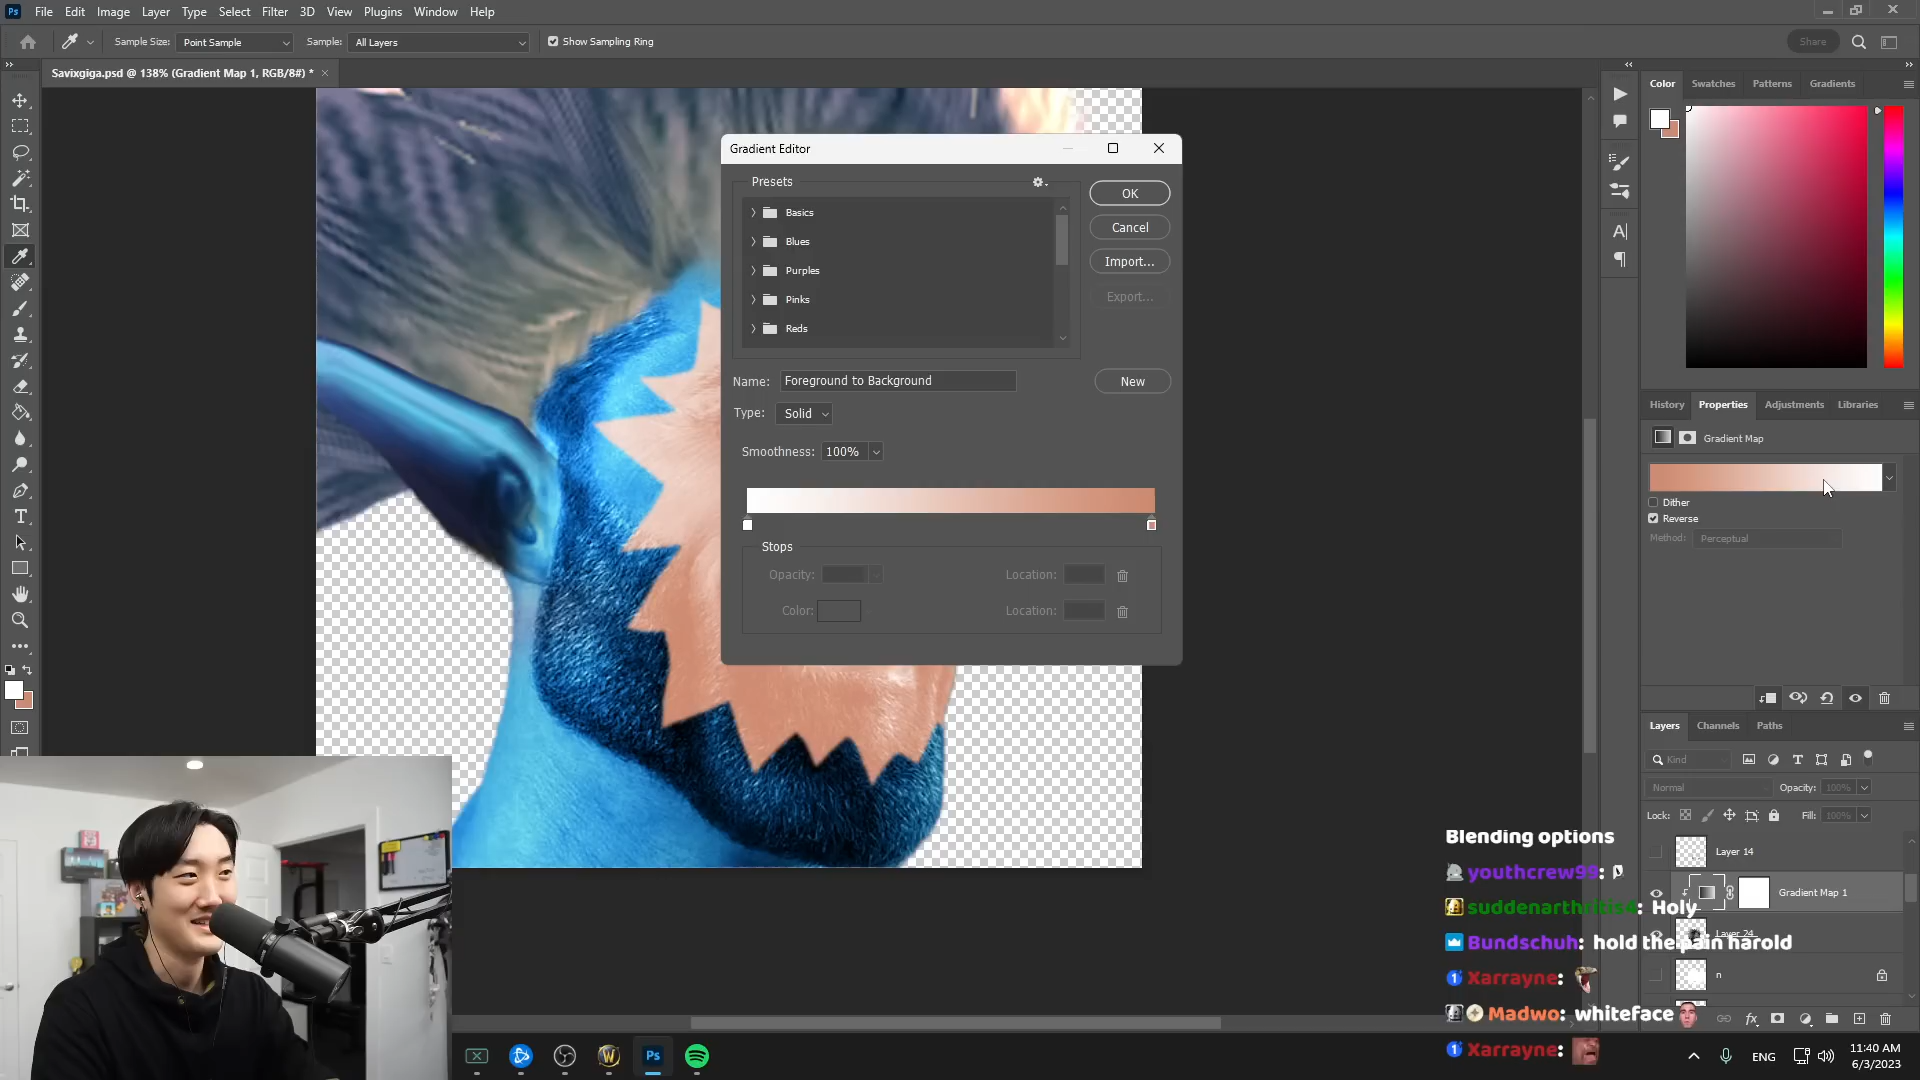 Ps File Edit Image Layer Type Select Filter 3D View Plugins Window Help
Sample Size: Point Sample Sample: All Layers Show Sampling Ring Share
Savixgiga.psd @ 138% (Gradient Map 1, RGB/8#) *
Color Swatches Patterns Gradients
Gradient Editor
Presets
Basics
Blues
Purples
Pinks
Reds
OK
Cancel
Import...
Export...
Name: Foreground to Background
New
Type: Solid
Smoothness: 100%
Stops
Opacity: Location:
Color: Location:
History Properties Adjustments Libraries
Gradient Map
Dither
Reverse
Method: Perceptual
Layers Channels Paths
Kind
Normal Opacity: 100%
Lock: Fill: 100%
Layer 14
Gradient Map 1
Layer 24
n
fx
Blending options
youthcrew99:
suddenarthritis4: Holy
Bundschuh: hold the pain harold
Xarrayne:
Madwo: whiteface
Xarrayne:
Ps
ENG
11:40 AM
6/3/2023